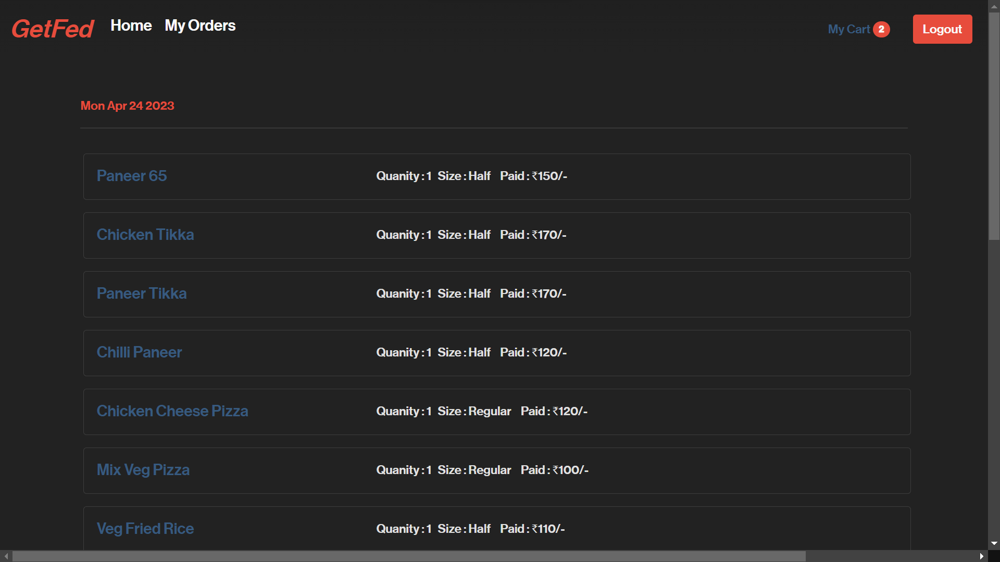 GetFed Home My Orders My Cart 2 Logout
Mon Apr 24 2023
Paneer 65 Quanity : 1 Size : Half Paid : ₹150/-
Chicken Tikka Quanity : 1 Size : Half Paid : ₹170/-
Paneer Tikka Quanity : 1 Size : Half Paid : ₹170/-
Chilli Paneer Quanity : 1 Size : Half Paid : ₹120/-
Chicken Cheese Pizza Quanity : 1 Size : Regular Paid : ₹120/-
Mix Veg Pizza Quanity : 1 Size : Regular Paid : ₹100/-
Veg Fried Rice Quanity : 1 Size : Half Paid : ₹110/-